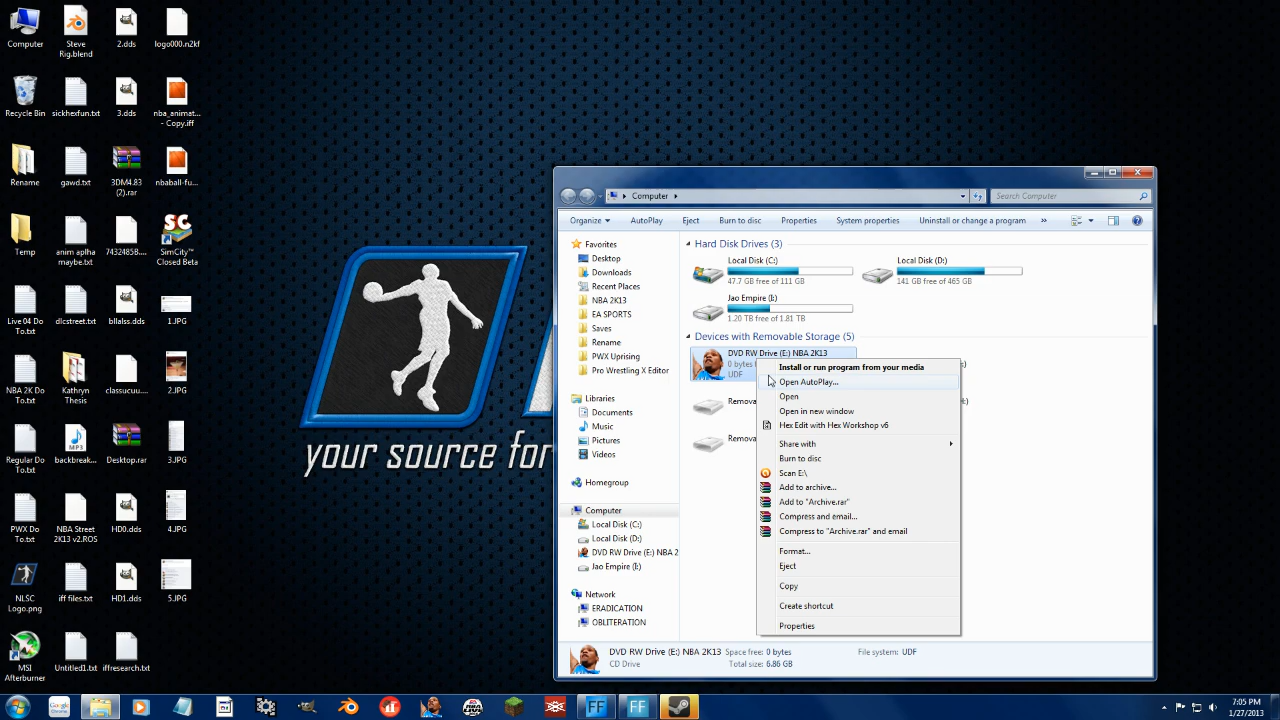 Computer
Steve
Rig.blend
2.dds
logo000.n2kf
Recycle Bin
sickhexfun.txt
3.dds
nba_animat...
- Copy.iff
Rename
gawd.txt
3DM4.83
(2).rar
nbaball-fu...
Temp
anim aplha
maybe.txt
7432485B....
SimCity™
Closed Beta
Live 04 Do
To.txt
dlcstreet.txt
bllalss.dds
1.JPG
NBA 2K Do
To.txt
Kathryn
Things
classucuu....
2.JPG
Regular Do
To.txt
backbreak...
Desktop.rar
3.JPG
PWX Do
To.txt
NBA Street
2K13 v2.ROS
HD0.dds
4.JPG
NLSC
Logo.png
iff files.txt
HD1.dds
5.JPG
MSI
Afterburner
Untitled1.txt
iffresearch.txt
your source for
Computer
Search Computer
Organize
AutoPlay
Eject
Burn to disc
Properties
System properties
Uninstall or change a program
»
Favorites
Desktop
Downloads
Recent Places
NBA 2K13
EA SPORTS
Saves
Rename
PWX Uprising
Pro Wrestling X Editor
Libraries
Documents
Music
Pictures
Videos
Homegroup
Computer
Local Disk (C:)
Local Disk (D:)
DVD RW Drive (E:) NBA 2
Jao Empire (I:)
Network
ERADICATION
OBLITERATION
Hard Disk Drives (3)
Local Disk (C:)
47.7 GB free of 111 GB
Local Disk (D:)
141 GB free of 465 GB
Jao Empire (I:)
1.20 TB free of 1.81 TB
Devices with Removable Storage (5)
DVD RW Drive (E:) NBA 2K13
0 bytes
UDF
Remova
Remova
Install or run program from your media
Open AutoPlay...
Open
Open in new window
Hex Edit with Hex Workshop v6
Share with
Burn to disc
Scan E:\
Add to archive...
Add to "Archive.rar"
Compress and email...
Compress to "Archive.rar" and email
Format...
Eject
Copy
Create shortcut
Properties
DVD RW Drive (E:) NBA 2K13 Space free: 0 bytes File system: UDF
CD Drive Total size: 6.86 GB
7:05 PM
1/27/2013